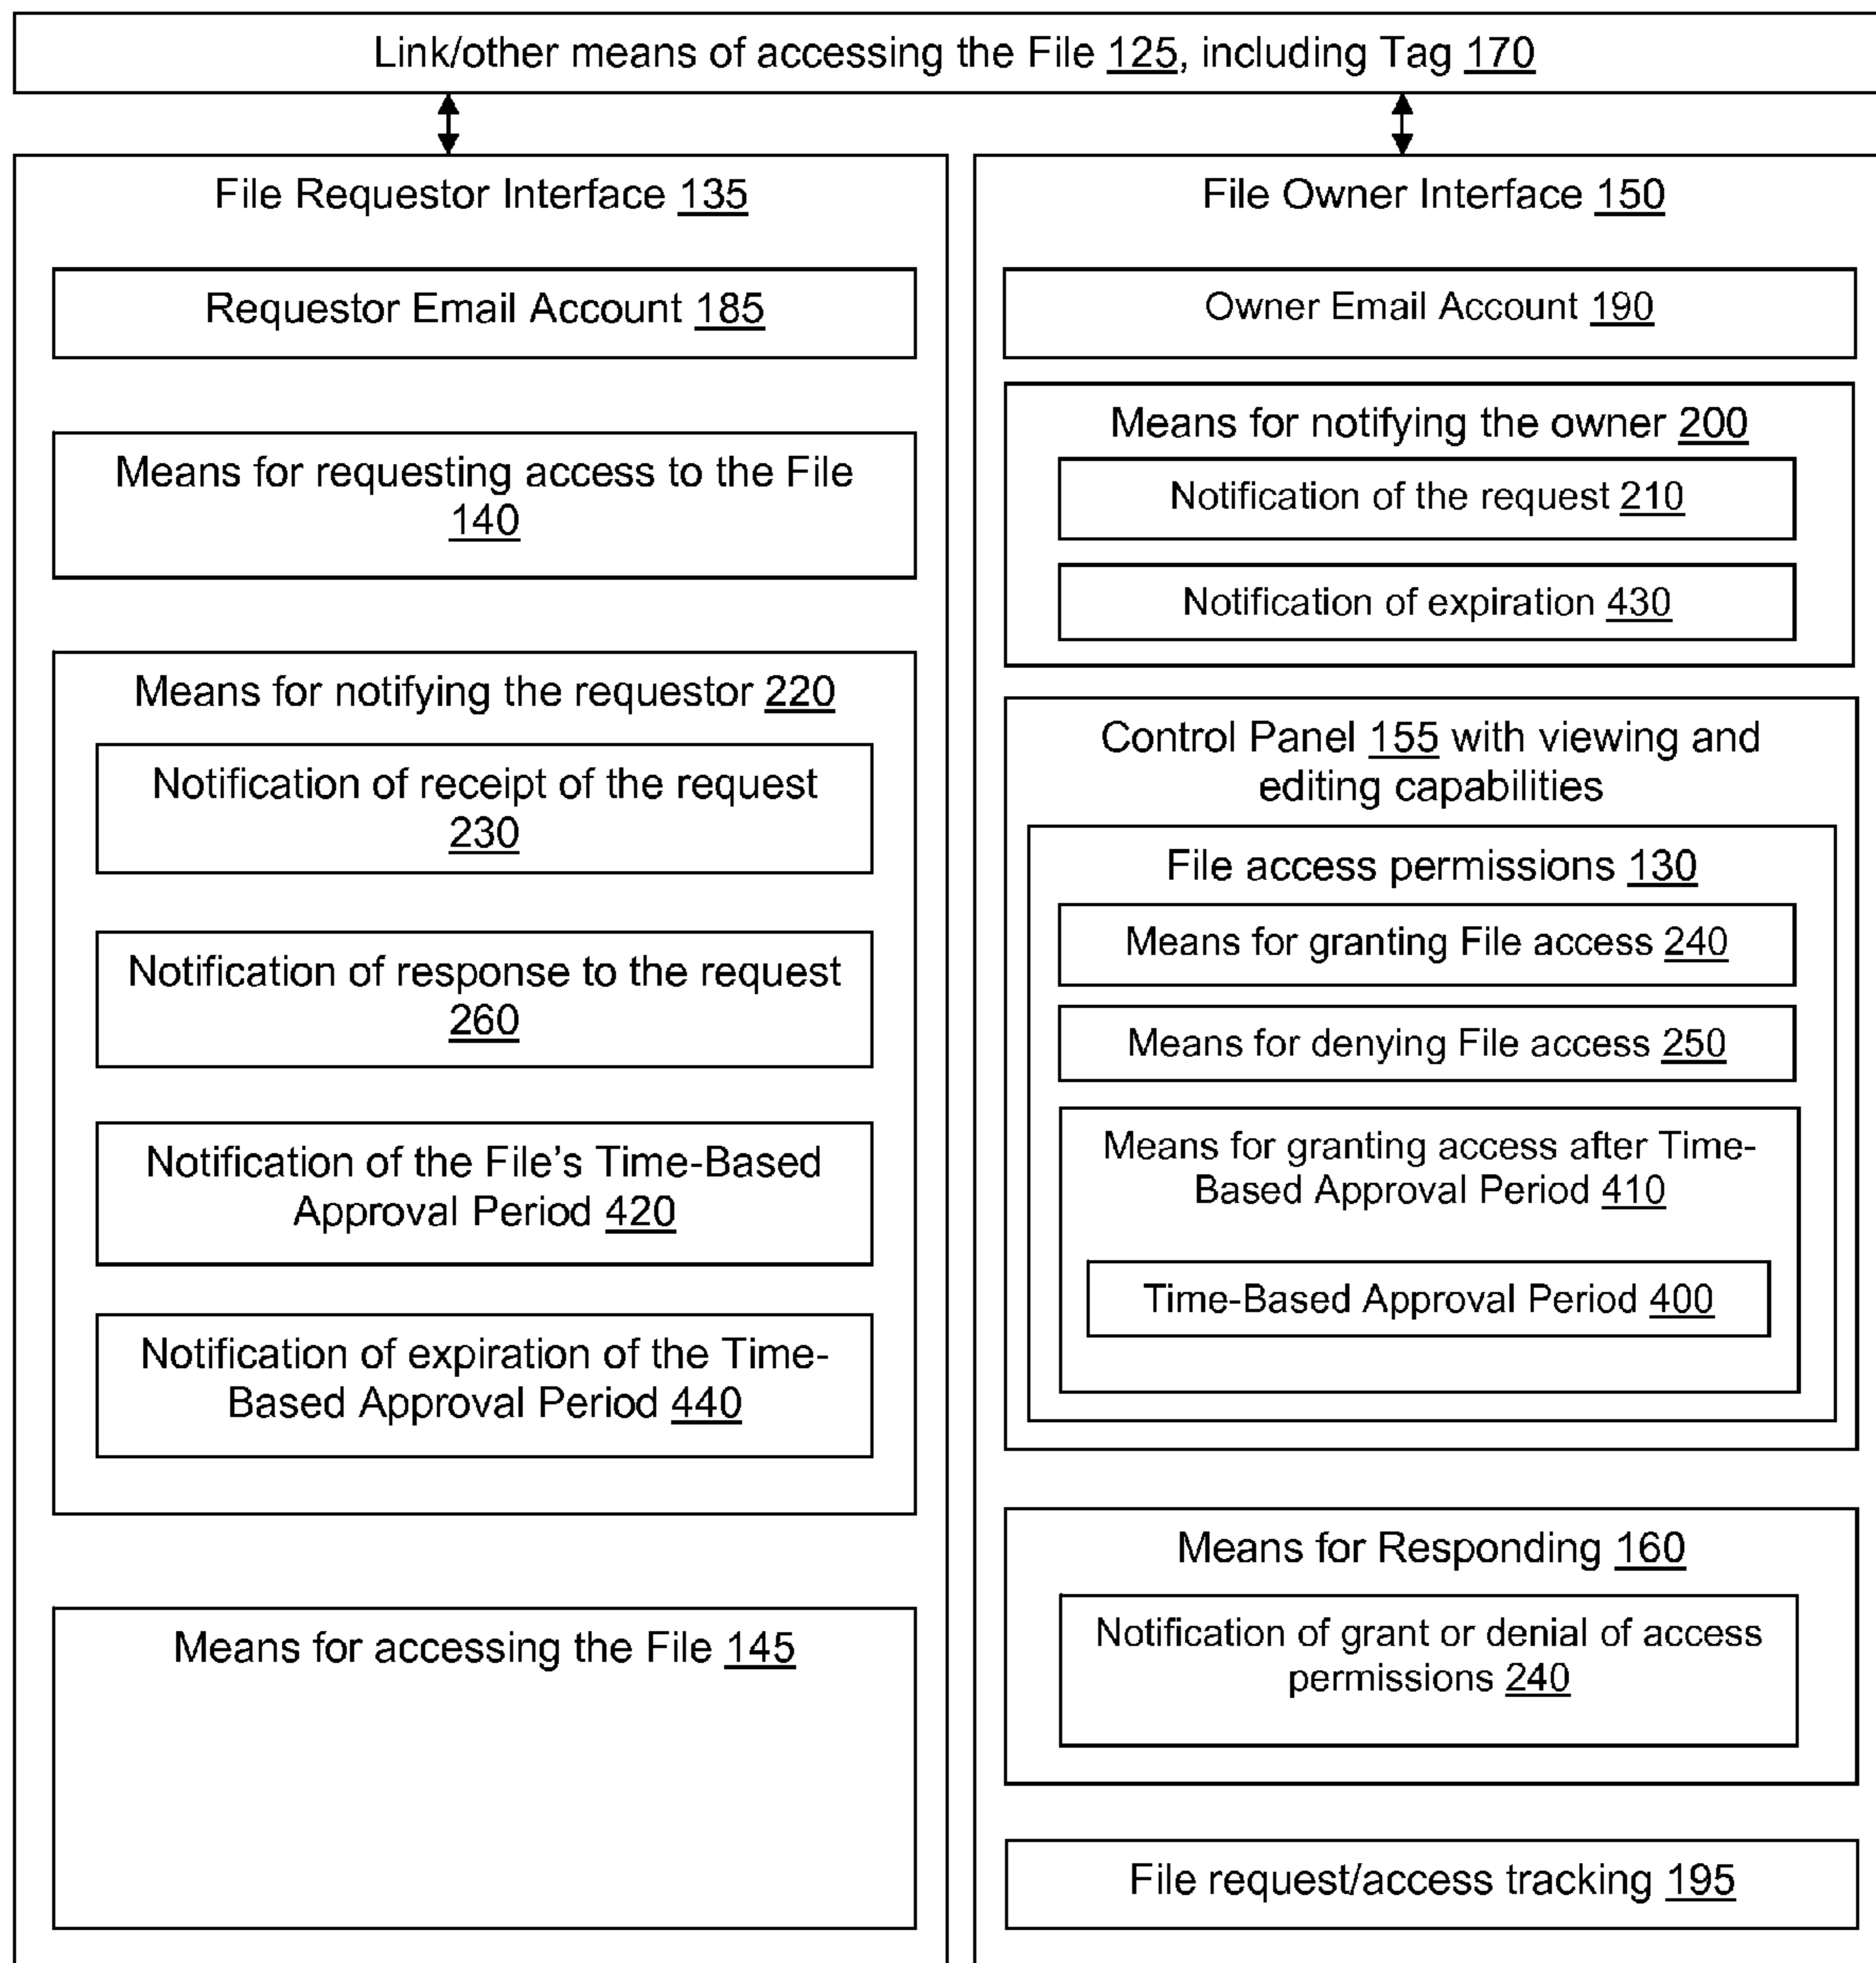 Link/other means of accessing the File 125, including Tag 170
File Requestor Interface 135
Requestor Email Account 185
Means for requesting access to the File
140
Means for notifying the requestor 220
Notification of receipt of the request
230
Notification of response to the request
260
Notification of the File's Time-Based
Approval Period 420
Notification of expiration of the Time-
Based Approval Period 440
Means for accessing the File 145
File Owner Interface 150
Owner Email Account 190
Means for notifying the owner 200
Notification of the request 210
Notification of expiration 430
Control Panel 155 with viewing and
editing capabilities
File access permissions 130
Means for granting File access 240
Means for denying File access 250
Means for granting access after Time-
Based Approval Period 410
Time-Based Approval Period 400
Means for Responding 160
Notification of grant or denial of access
permissions 240
File request/access tracking 195